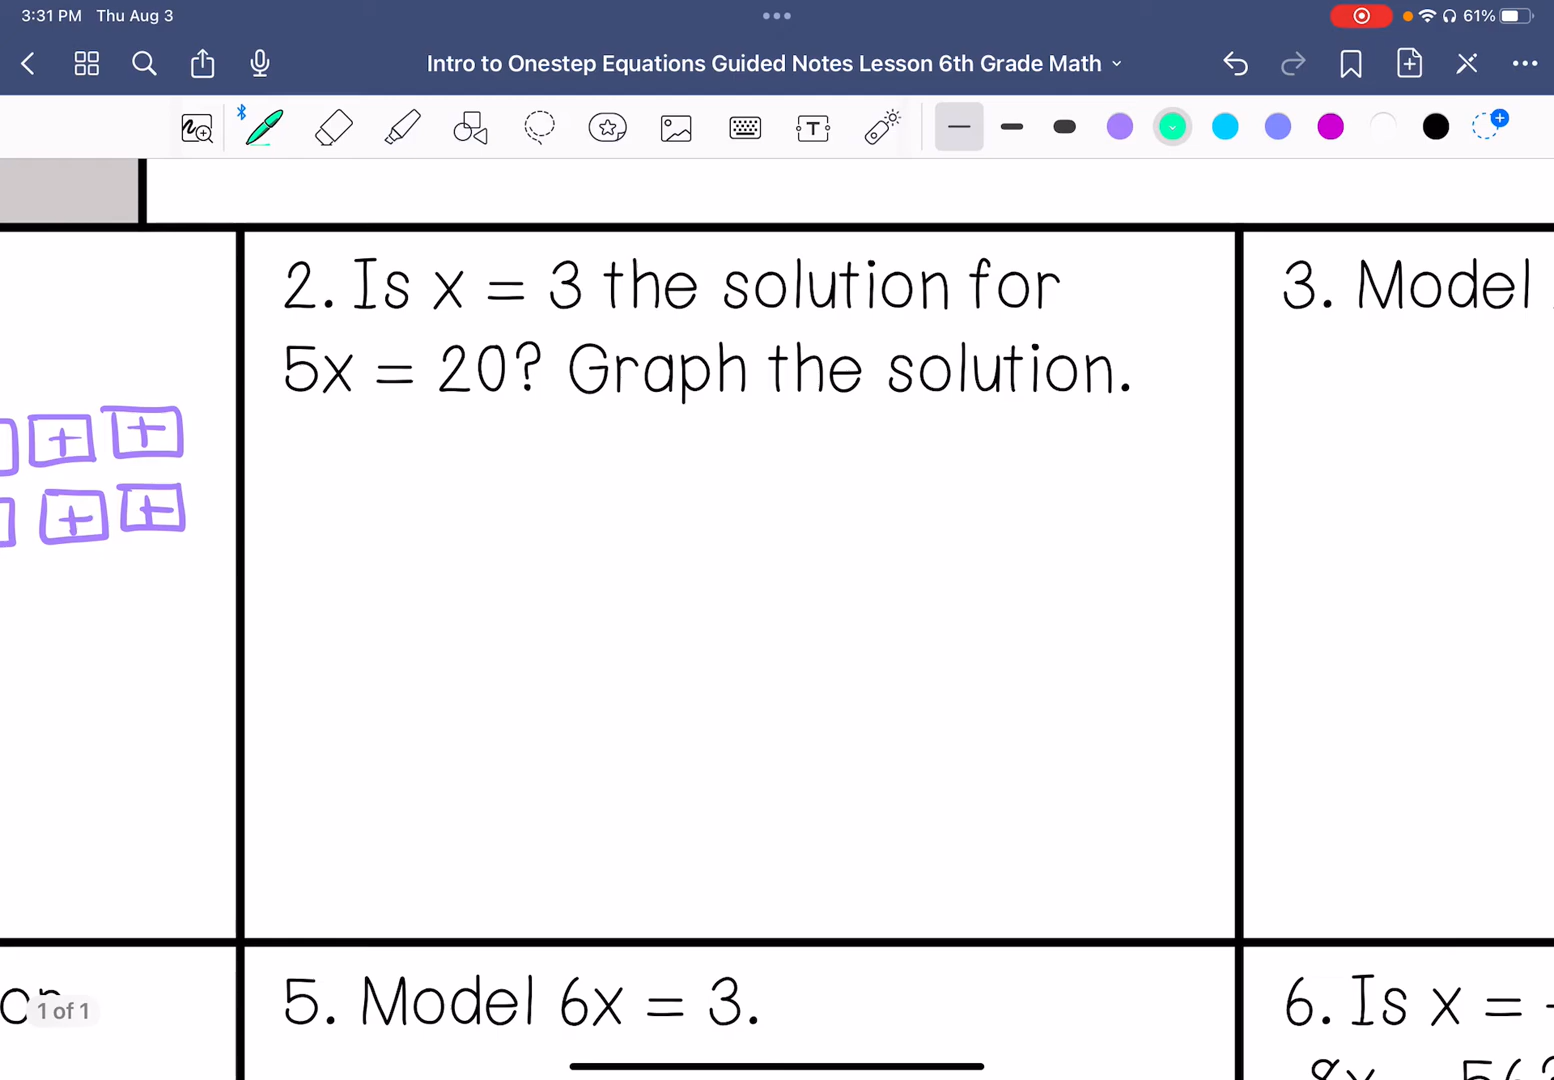 3:31 PM Thu Aug 3
61%
Intro to Onestep Equations Guided Notes Lesson 6th Grade Math
T
2. Is x = 3 the solution for
5x = 20? Graph the solution.
3. Model
+ +
+ +
1 of 1
5. Model 6x = 3.
6. Is x =